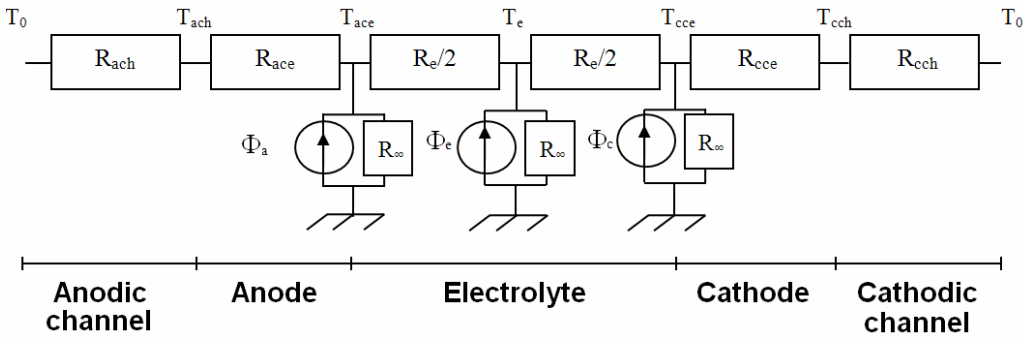 T₀ Tach Tace Te Tcce Tcch T₀
Rach Race Re/2 Re/2 Rcce Rcch
Φa R∞ Φe R∞ Φc R∞
Anodic channel
Anode
Electrolyte
Cathode
Cathodic channel